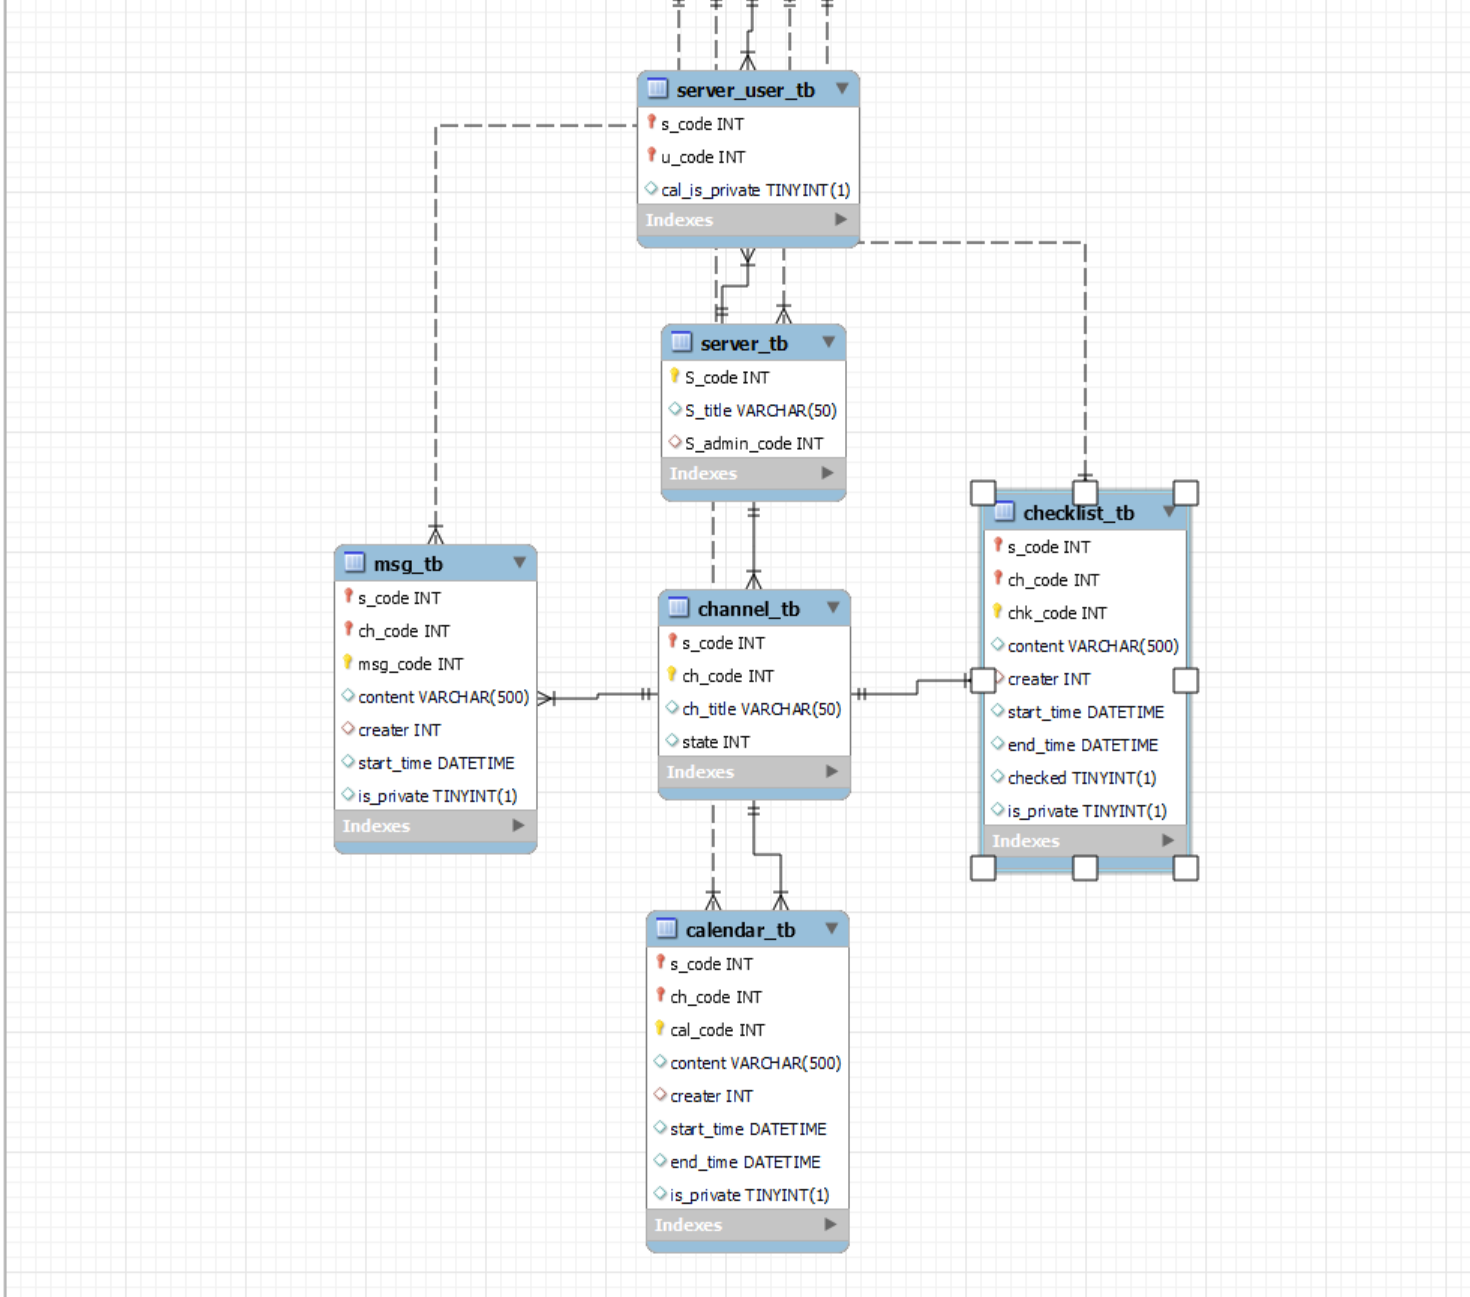 server_user_tb
s_code INT
u_code INT
cal_is_private TINYINT(1)
Indexes
server_tb
S_code INT
S_title VARCHAR(50)
S_admin_code INT
Indexes
msg_tb
s_code INT
ch_code INT
msg_code INT
content VARCHAR(500)
creater INT
start_time DATETIME
is_private TINYINT(1)
Indexes
channel_tb
s_code INT
ch_code INT
ch_title VARCHAR(50)
state INT
Indexes
checklist_tb
s_code INT
ch_code INT
chk_code INT
content VARCHAR(500)
creater INT
start_time DATETIME
end_time DATETIME
checked TINYINT(1)
is_private TINYINT(1)
Indexes
calendar_tb
s_code INT
ch_code INT
cal_code INT
content VARCHAR(500)
creater INT
start_time DATETIME
end_time DATETIME
is_private TINYINT(1)
Indexes